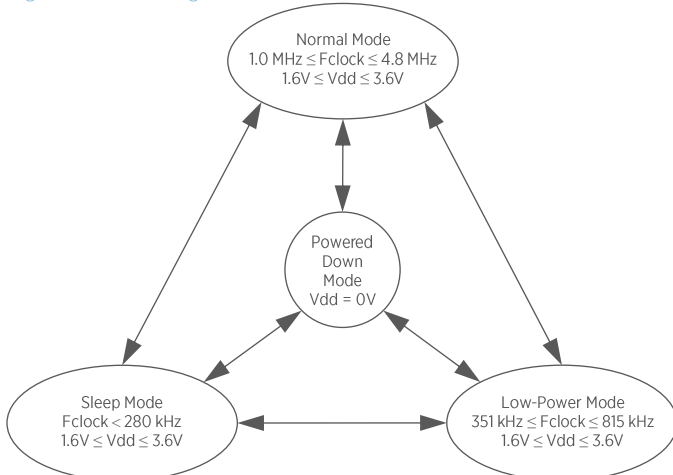 Normal Mode
1.0 MHz ≤ Fclock ≤ 4.8 MHz
1.6V ≤ Vdd ≤ 3.6V
Powered
Down
Mode
Vdd = 0V
Sleep Mode
Fclock < 280 kHz
1.6V ≤ Vdd ≤ 3.6V
Low-Power Mode
351 kHz ≤ Fclock ≤ 815 kHz
1.6V ≤ Vdd ≤ 3.6V